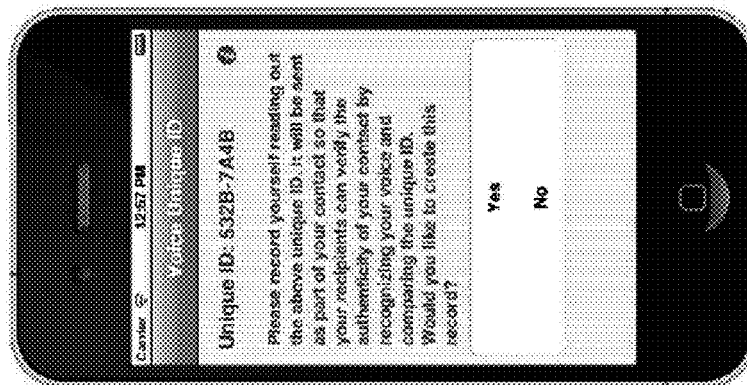 Carrier 12:57 PM
Voice Unique ID
Unique ID: S32B-7A4B
Please record yourself reading out
the above unique ID. It will be sent
as part of your contact so that
your recipients can verify the
authenticity of your contact by
recognizing your voice and
comparing the unique ID.
Would you like to create this
record?
Yes
No